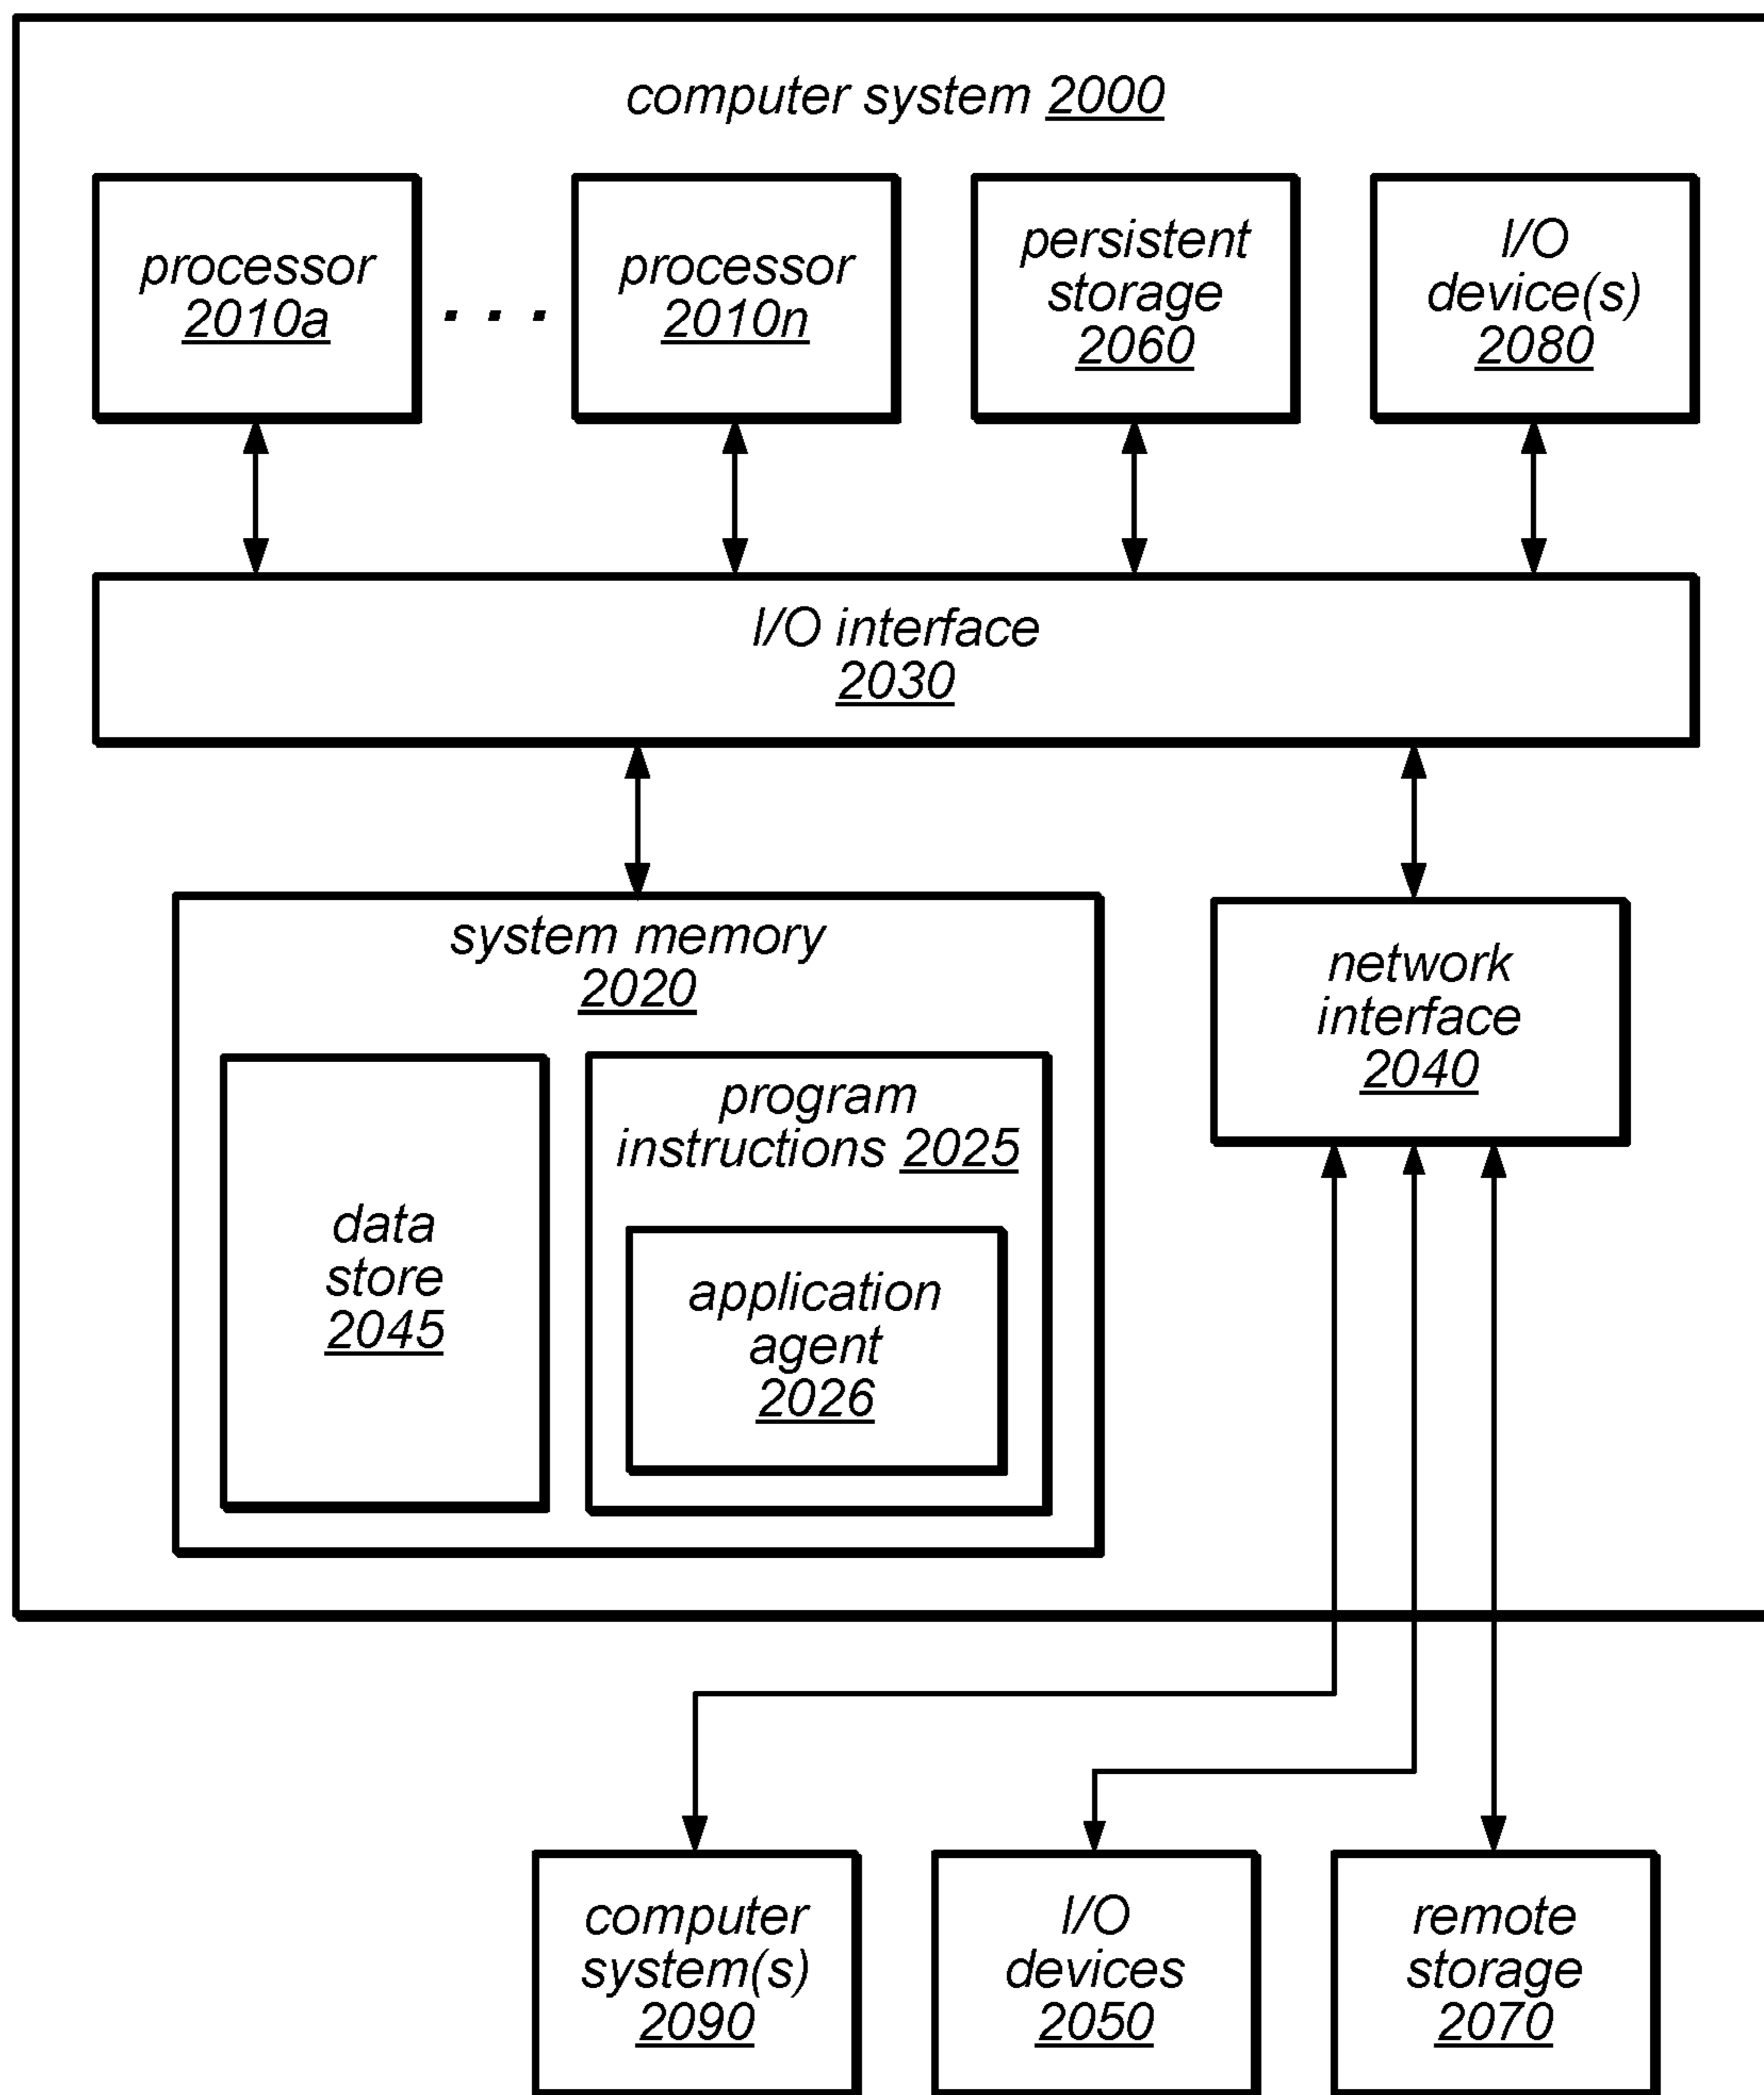 computer system 2000
processor
2010a
. . .
processor
2010n
persistent
storage
2060
I/O
device(s)
2080
I/O interface
2030
system memory
2020
data
store
2045
program
instructions 2025
application
agent
2026
network
interface
2040
computer
system(s)
2090
I/O
devices
2050
remote
storage
2070